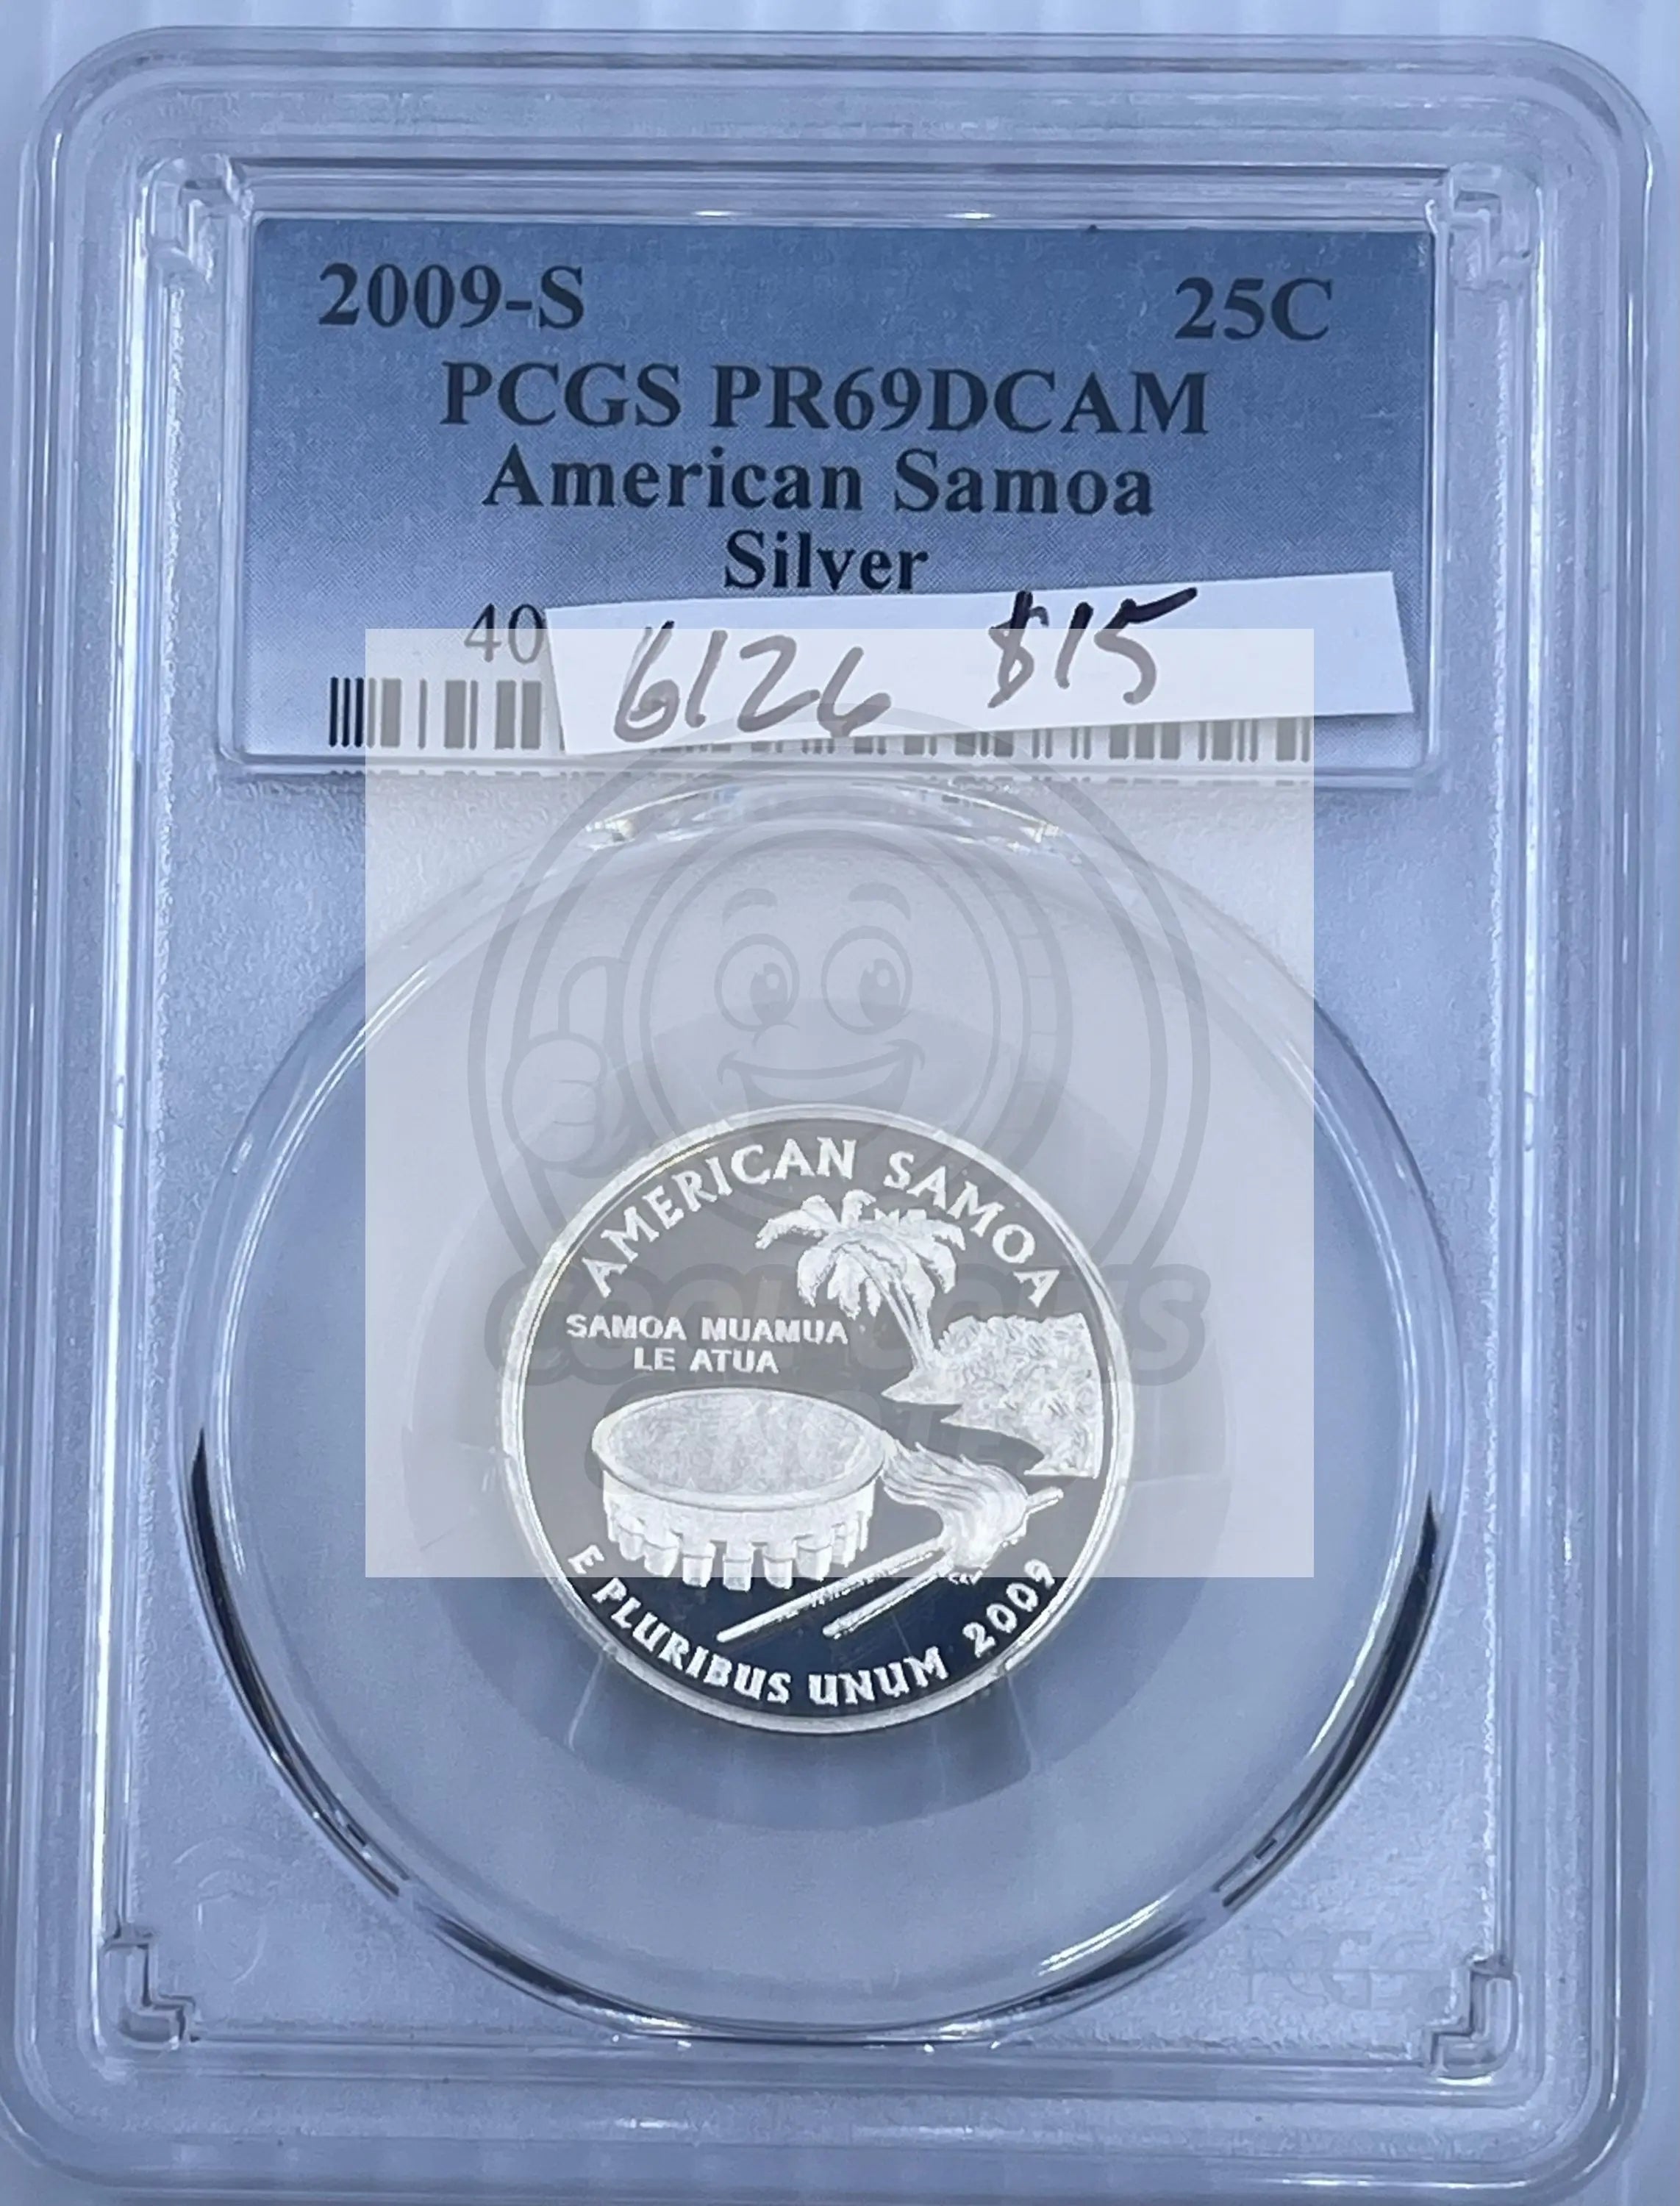 2009-S 25C
PCGS PR69DCAM
American Samoa
Silver
40
6126 $15
AMERICAN SAMOA
SAMOA MUAMUA
LE ATUA
E PLURIBUS UNUM 2009
PCGS